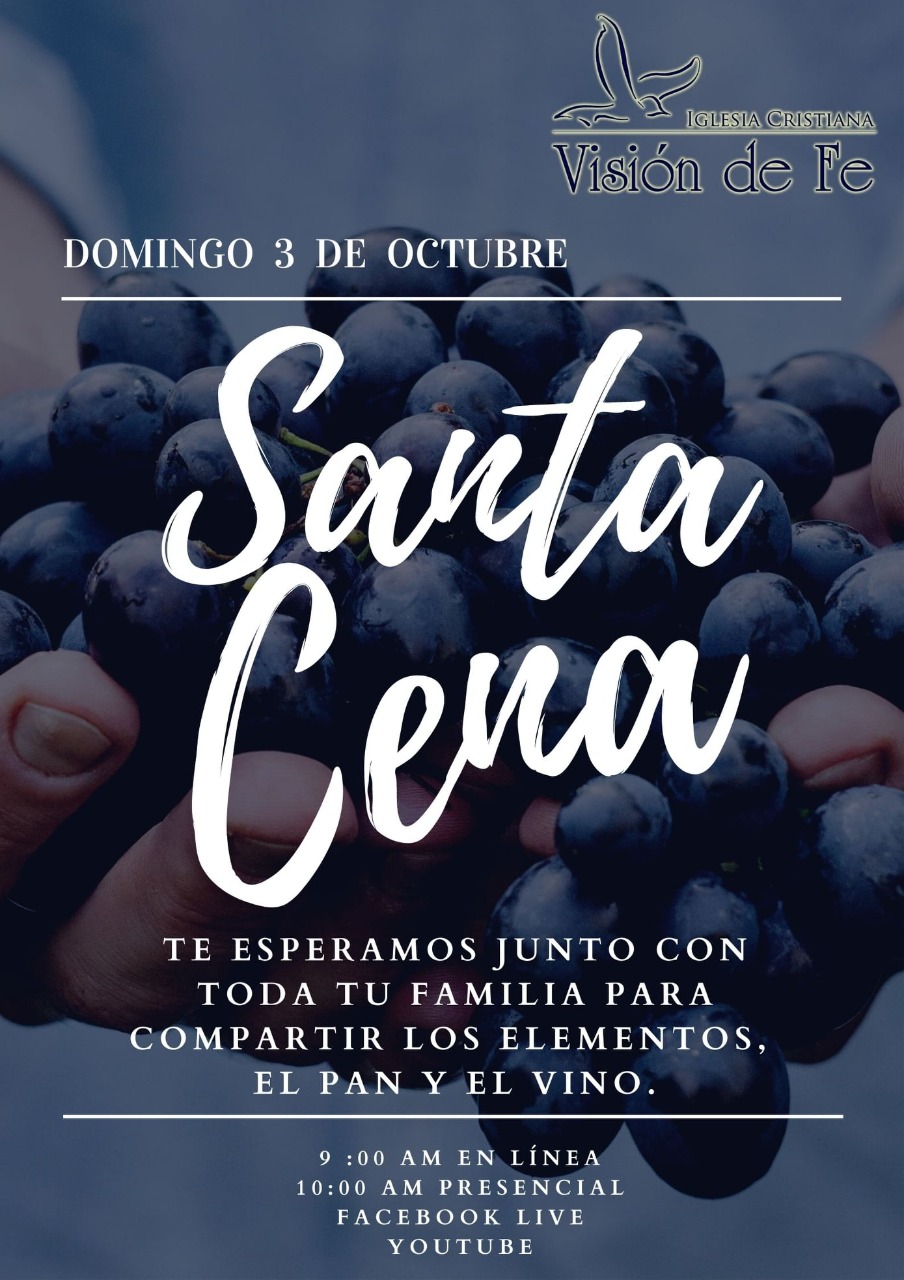 Iglesia Cristiana
Visión de Fe
DOMINGO 3 DE OCTUBRE
Santa
Cena
TE ESPERAMOS JUNTO CON
TODA TU FAMILIA PARA
COMPARTIR LOS ELEMENTOS,
EL PAN Y EL VINO.
9 :00 AM EN LÍNEA
10:00 AM PRESENCIAL
FACEBOOK LIVE
YOUTUBE